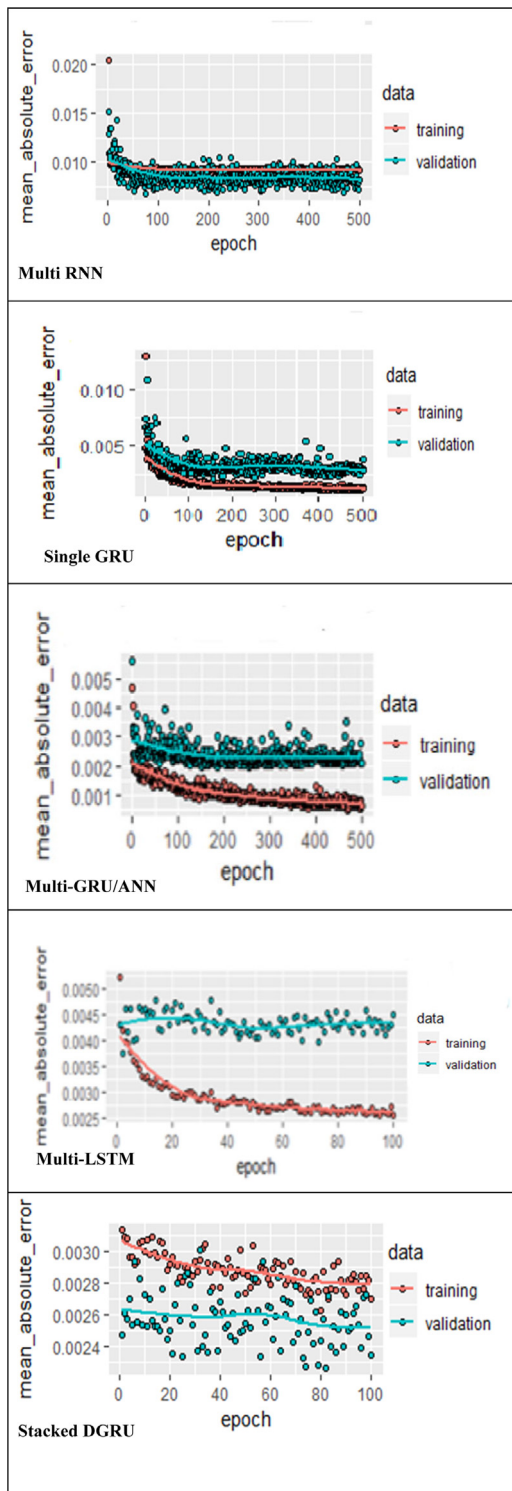 mean_absolute_error
0.020
0.015
0.010
0 100 200 300 400 500
epoch
data
training
validation
Multi RNN
mean_absolute_error
0.010
0.005
0 100 200 300 400 500
epoch
data
training
validation
Single GRU
mean_absolute_error
0.005
0.004
0.003
0.002
0.001
0 100 200 300 400 500
epoch
data
training
validation
Multi-GRU/ANN
mean_absolute_error
0.0050
0.0045
0.0040
0.0035
0.0030
0.0025
0 20 40 60 80 100
epoch
data
training
validation
Multi-LSTM
mean_absolute_error
0.0030
0.0028
0.0026
0.0024
0 20 40 60 80 100
epoch
data
training
validation
Stacked DGRU